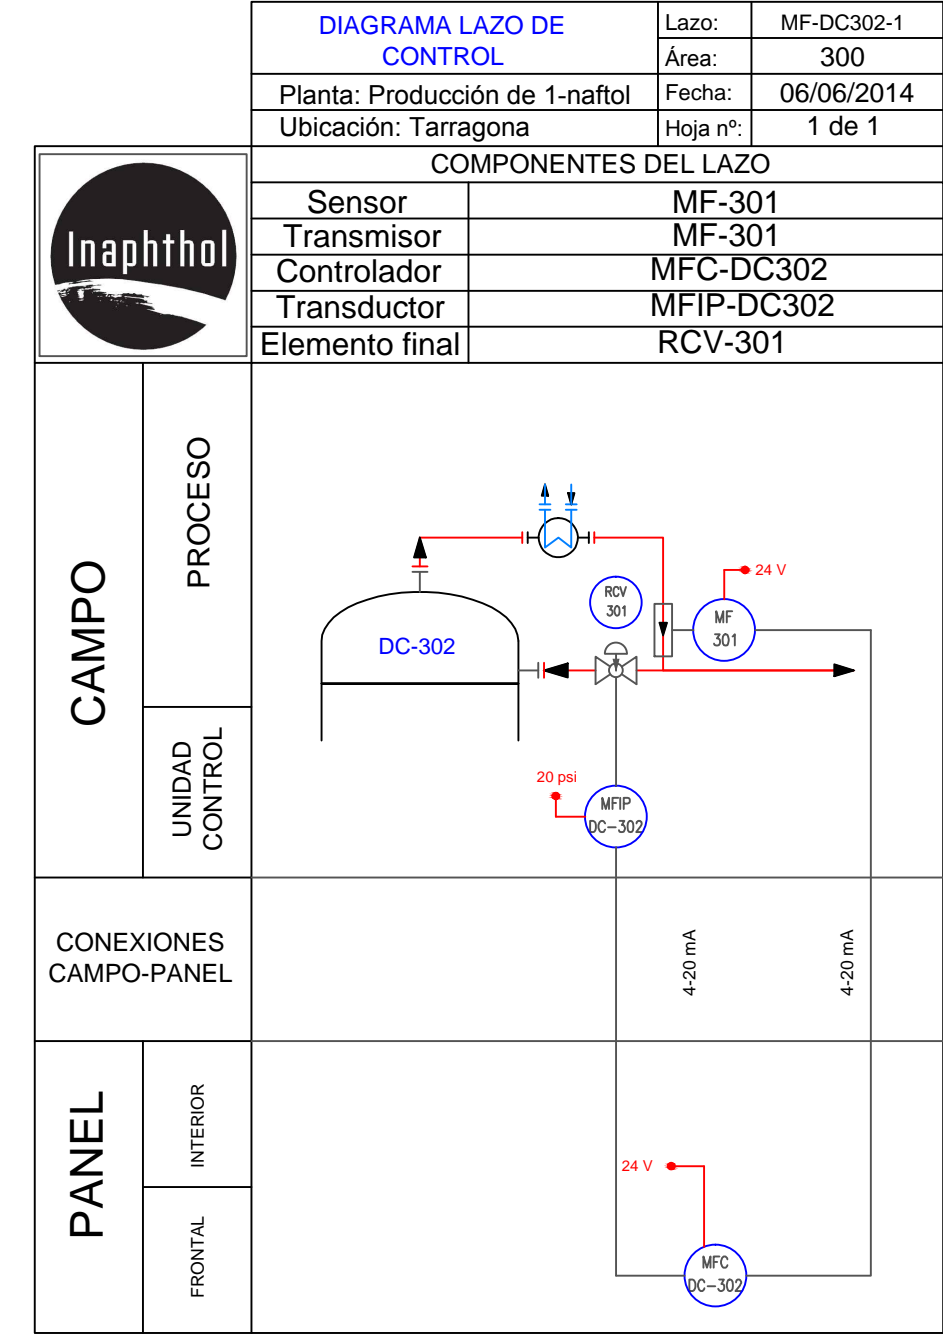 DIAGRAMA LAZO DE
CONTROL
Lazo:
MF-DC302-1
Área:
300
Planta: Producción de 1-naftol
Fecha:
06/06/2014
Ubicación: Tarragona
Hoja nº:
1 de 1
Inaphthol
COMPONENTES DEL LAZO
Sensor
MF-301
Transmisor
MF-301
Controlador
MFC-DC302
Transductor
MFIP-DC302
Elemento final
RCV-301
CAMPO
PROCESO
24 V
RCV
301
MF
301
DC-302
UNIDAD
CONTROL
20 psi
MFIP
DC-302
CONEXIONES
CAMPO-PANEL
4-20 mA
4-20 mA
PANEL
INTERIOR
24 V
FRONTAL
MFC
DC-302